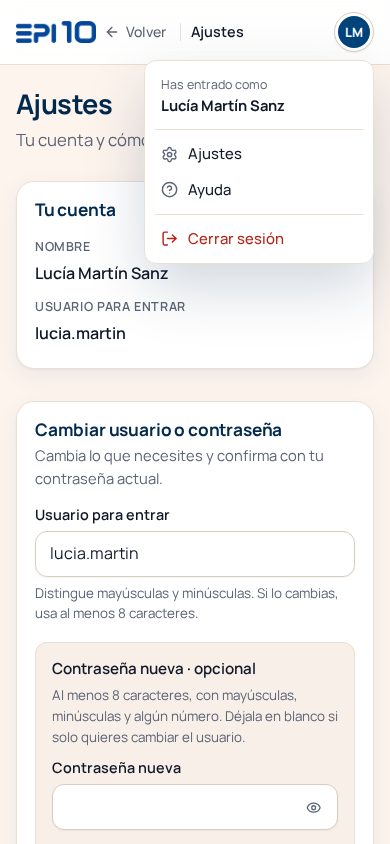 EPI10
Volver
Ajustes
LM
Has entrado como
Lucía Martín Sanz
Ajustes
Ayuda
Cerrar sesión
Ajustes
Tu cuenta y cómo
Tu cuenta
NOMBRE
Lucía Martín Sanz
USUARIO PARA ENTRAR
lucia.martin
Cambiar usuario o contraseña
Cambia lo que necesites y confirma con tu
contraseña actual.
Usuario para entrar
lucia.martin
Distingue mayúsculas y minúsculas. Si lo cambias,
usa al menos 8 caracteres.
Contraseña nueva · opcional
Al menos 8 caracteres, con mayúsculas,
minúsculas y algún número. Déjala en blanco si
solo quieres cambiar el usuario.
Contraseña nueva